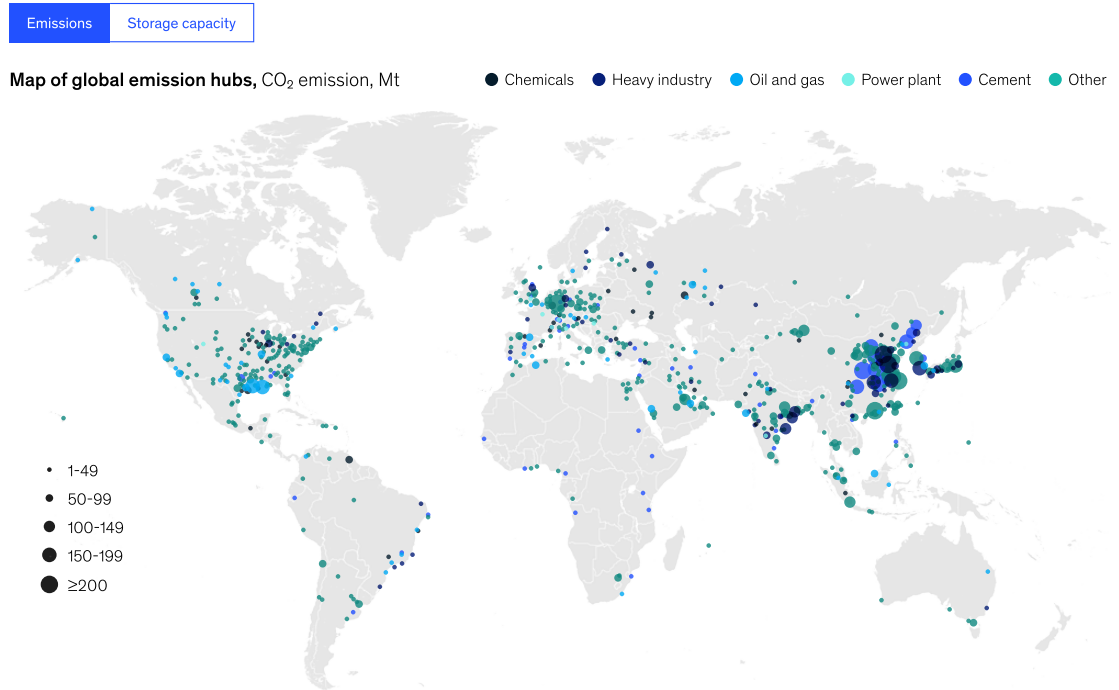 Emissions
Storage capacity
Map of global emission hubs, CO₂ emission, Mt
Chemicals
Heavy industry
Oil and gas
Power plant
Cement
Other
1-49
50-99
100-149
150-199
≥200